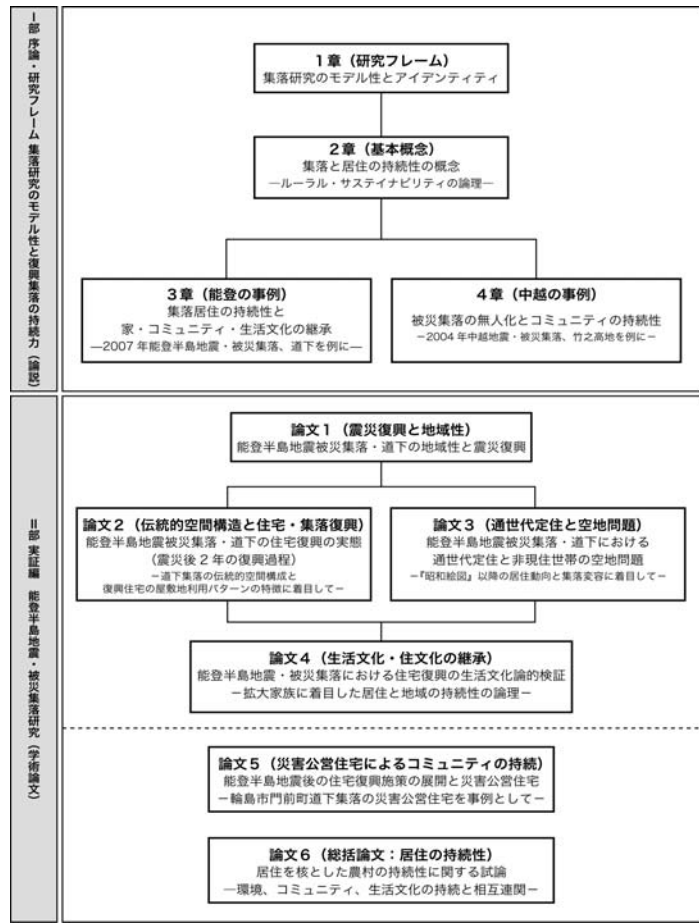 I部 序論・研究フレーム 集落研究のモデル性と復興集落の持続力（論説）
1章（研究フレーム）
集落研究のモデル性とアイデンティティ
2章（基本概念）
集落と居住の持続性の概念
―ルーラル・サステイナビリティの論理―
3章（能登の事例）
集落居住の持続性と
家・コミュニティ・生活文化の継承
―2007年能登半島地震・被災集落、道下を例に―
4章（中越の事例）
被災集落の無人化とコミュニティの持続性
－2004年中越地震・被災集落、竹之高地を例に－
II部 実証編 能登半島地震・被災集落研究（学術論文）
論文1（震災復興と地域性）
能登半島地震被災集落・道下の地域性と震災復興
論文2（伝統的空間構造と住宅・集落復興）
能登半島地震被災集落・道下の住宅復興の実態
（震災後2年の復興過程）
－道下集落の伝統的空間構造と
復興住宅の屋敷地利用パターンの特徴に着目して－
論文3（通世代定住と空地問題）
能登半島地震被災集落・道下における
通世代定住と非現住世帯の空地問題
－『昭和絵図』以降の居住動向と集落変容に着目して－
論文4（生活文化・住文化の継承）
能登半島地震・被災集落における住宅復興の生活文化論的検証
－拡大家族に着目した居住と地域の持続性の論理－
論文5（災害公営住宅によるコミュニティの持続）
能登半島地震後の住宅復興施策の展開と災害公営住宅
－輪島市門前町道下集落の災害公営住宅を事例として－
論文6（総括論文：居住の持続性）
居住を核とした農村の持続性に関する試論
―環境、コミュニティ、生活文化の持続と相互連関－